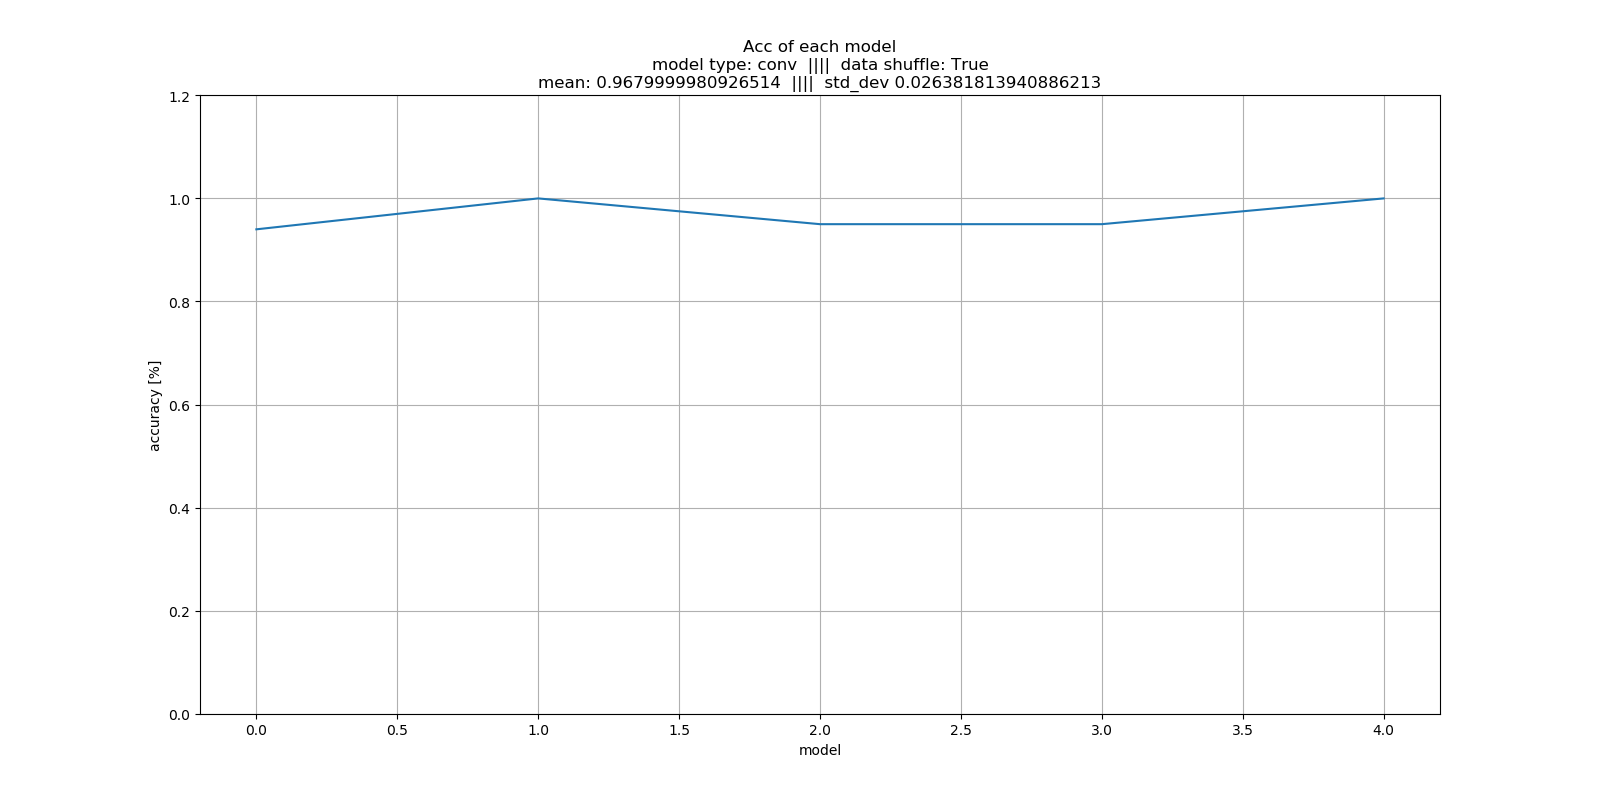 Acc of each model
model type: conv  ||||  data shuffle: True
mean: 0.9679999980926514  ||||  std_dev 0.026381813940886213
1.2
1.0
0.8
0.6
0.4
0.2
0.0
accuracy [%]
0.0 0.5 1.0 1.5 2.0 2.5 3.0 3.5 4.0
model